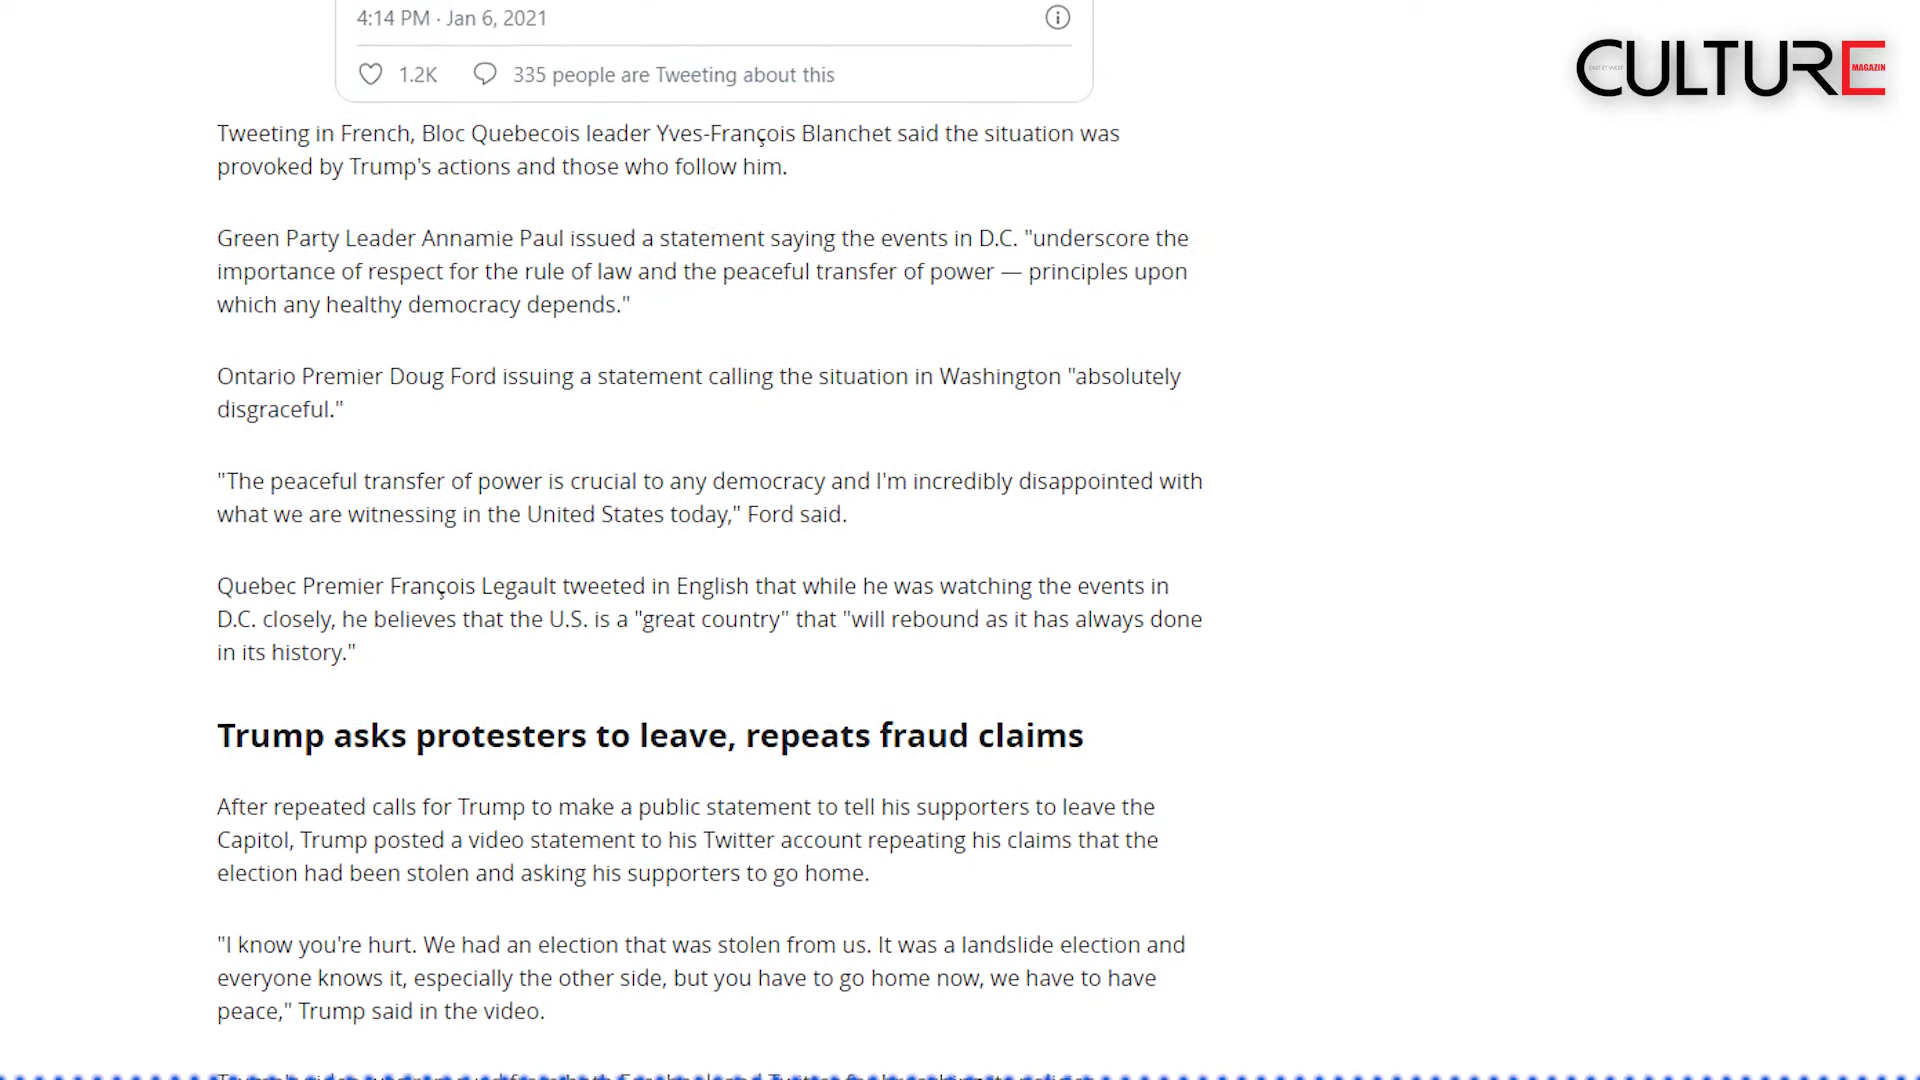 4:14 PM · Jan 6, 2021
1.2K 335 people are Tweeting about this
CULTURE
MAGAZIN
Tweeting in French, Bloc Quebecois leader Yves-François Blanchet said the situation was
provoked by Trump's actions and those who follow him.
Green Party Leader Annamie Paul issued a statement saying the events in D.C. "underscore the
importance of respect for the rule of law and the peaceful transfer of power — principles upon
which any healthy democracy depends."
Ontario Premier Doug Ford issuing a statement calling the situation in Washington "absolutely
disgraceful."
"The peaceful transfer of power is crucial to any democracy and I'm incredibly disappointed with
what we are witnessing in the United States today," Ford said.
Quebec Premier François Legault tweeted in English that while he was watching the events in
D.C. closely, he believes that the U.S. is a "great country" that "will rebound as it has always done
in its history."
Trump asks protesters to leave, repeats fraud claims
After repeated calls for Trump to make a public statement to tell his supporters to leave the
Capitol, Trump posted a video statement to his Twitter account repeating his claims that the
election had been stolen and asking his supporters to go home.
"I know you're hurt. We had an election that was stolen from us. It was a landslide election and
everyone knows it, especially the other side, but you have to go home now, we have to have
peace," Trump said in the video.